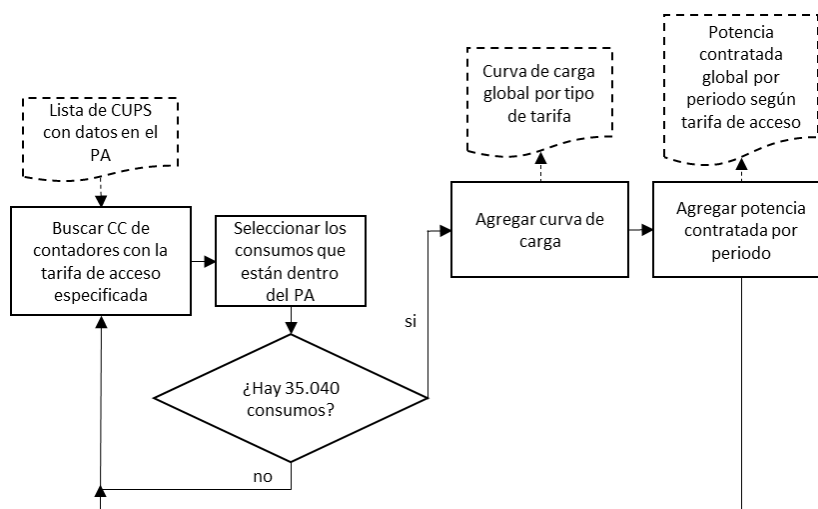 Lista de CUPS
con datos en el
PA
Buscar CC de
contadores con la
tarifa de acceso
especificada
Seleccionar los
consumos que
están dentro
del PA
¿Hay 35.040
consumos?
si
no
Curva de carga
global por tipo
de tarifa
Agregar curva de
carga
Potencia
contratada
global por
periodo según
tarifa de acceso
Agregar potencia
contratada por
periodo